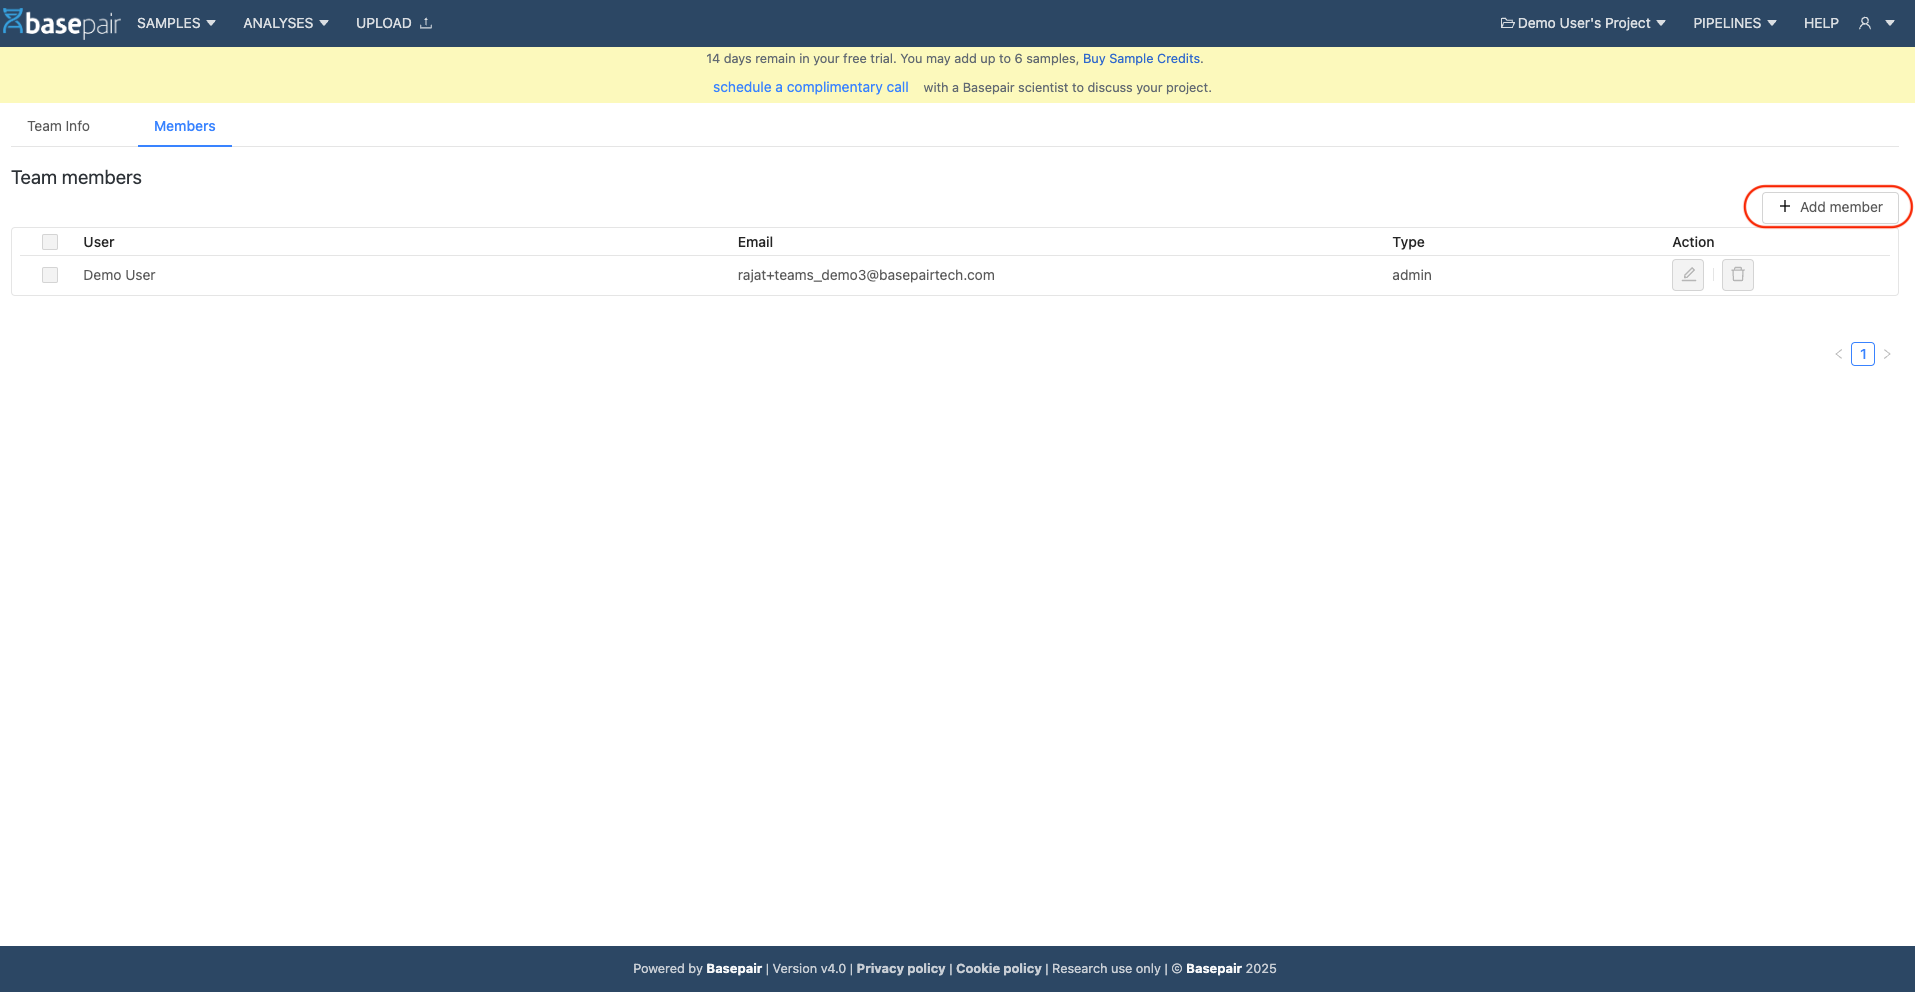 basepair SAMPLES ANALYSES UPLOAD Demo User's Project PIPELINES HELP
14 days remain in your free trial. You may add up to 6 samples, Buy Sample Credits.
schedule a complimentary call with a Basepair scientist to discuss your project.
Team Info Members
Team members
+ Add member
User Email Type Action
Demo User rajat+teams_demo3@basepairtech.com admin
< 1 >
Powered by Basepair | Version v4.0 | Privacy policy | Cookie policy | Research use only | © Basepair 2025